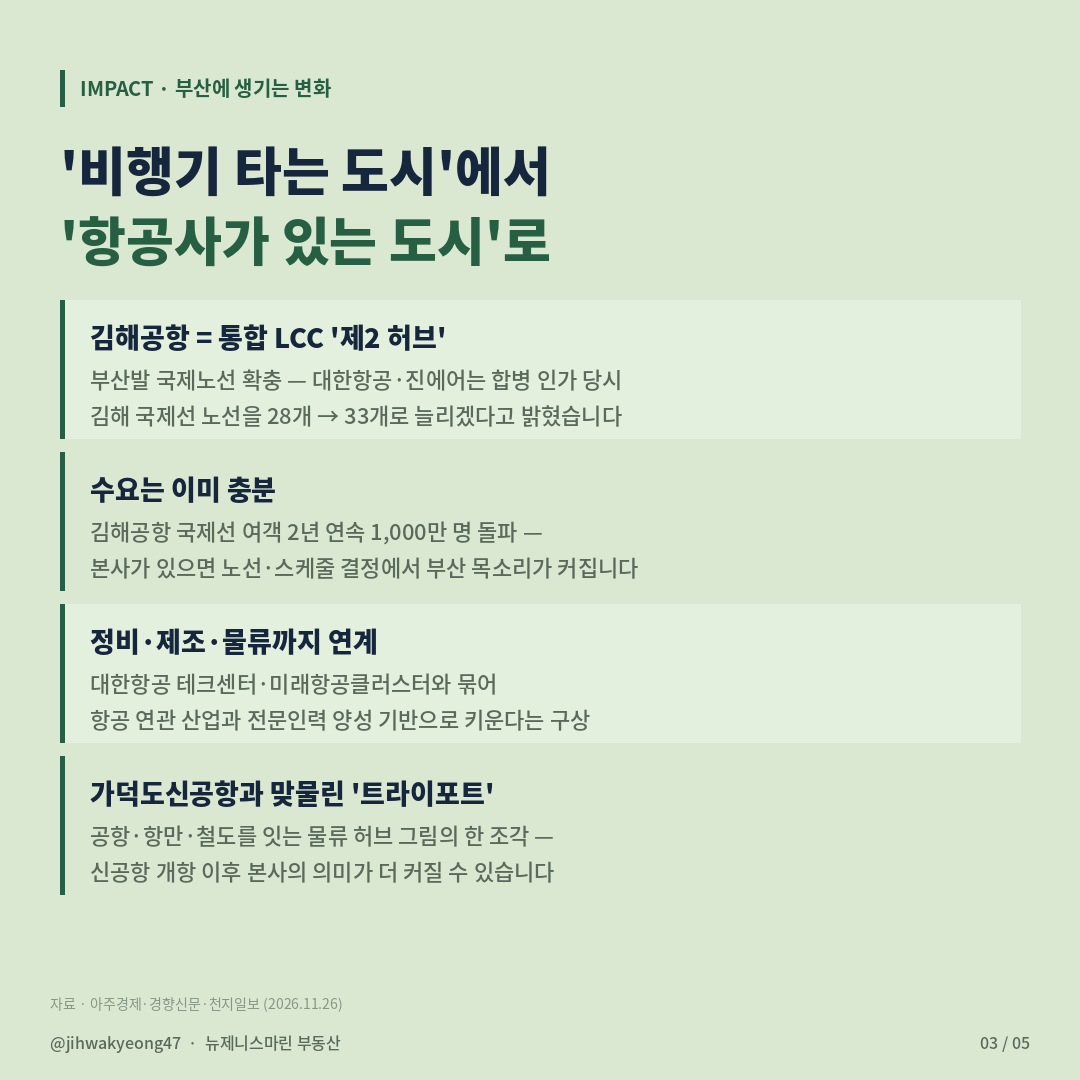 IMPACT · 부산에 생기는 변화
'비행기 타는 도시'에서
'항공사가 있는 도시'로
김해공항 = 통합 LCC '제2 허브'
부산발 국제노선 확충 — 대한항공·진에어는 합병 인가 당시
김해 국제선 노선을 28개 → 33개로 늘리겠다고 밝혔습니다
수요는 이미 충분
김해공항 국제선 여객 2년 연속 1,000만 명 돌파 —
본사가 있으면 노선·스케줄 결정에서 부산 목소리가 커집니다
정비·제조·물류까지 연계
대한항공 테크센터·미래항공클러스터와 묶어
항공 연관 산업과 전문인력 양성 기반으로 키운다는 구상
가덕도신공항과 맞물린 '트라이포트'
공항·항만·철도를 잇는 물류 허브 그림의 한 조각 —
신공항 개항 이후 본사의 의미가 더 커질 수 있습니다
자료 · 아주경제·경향신문·천지일보 (2026.11.26)
@jihwakyeong47 · 뉴제니스마린 부동산
03 / 05